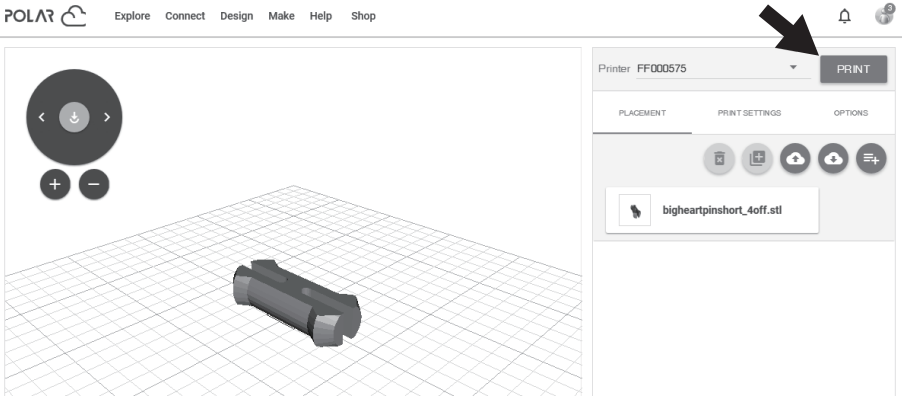 POLAR
Explore Connect Design Make Help Shop
3
Printer FF000575
PRINT
PLACEMENT PRINT SETTINGS OPTIONS
bigheartpinshort_4off.stl